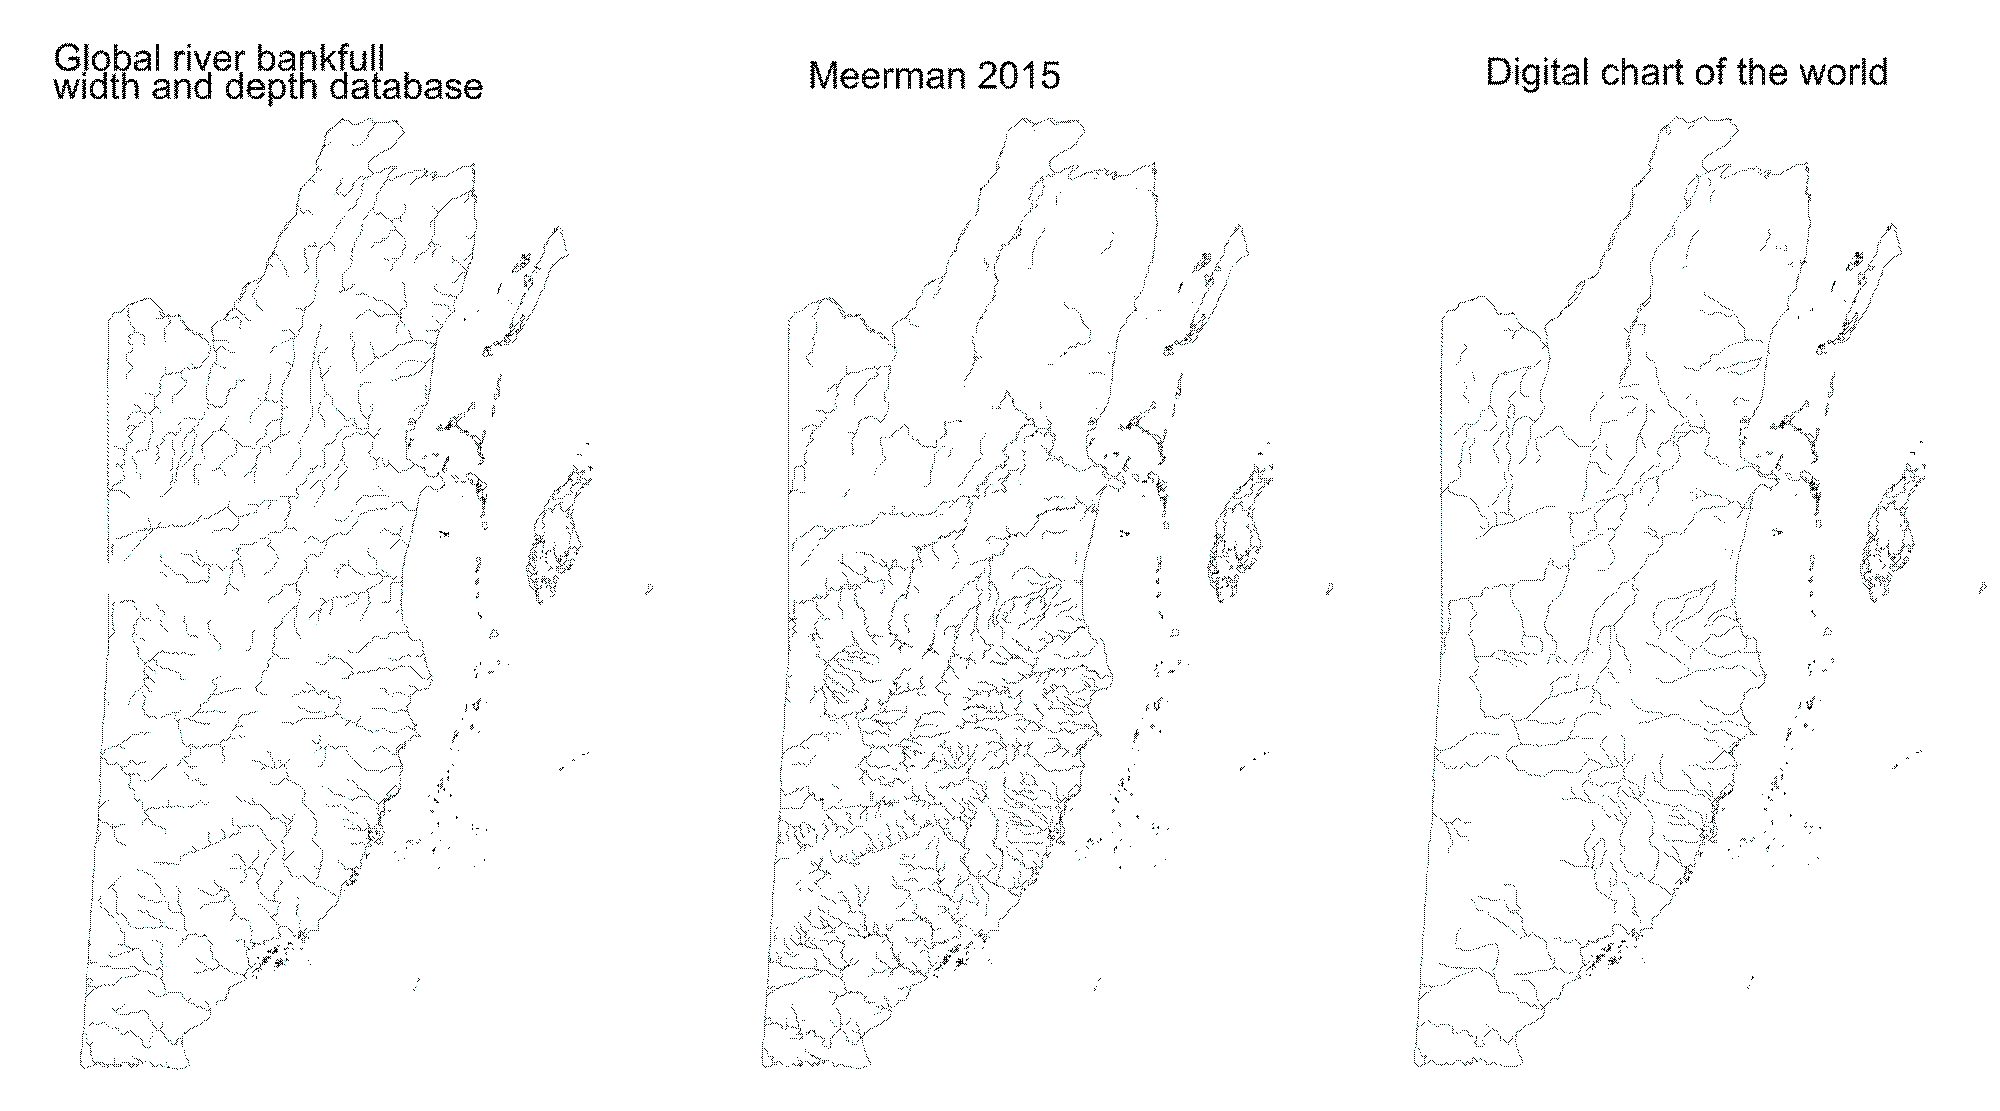 Global river bankfull
width and depth database
Meerman 2015
Digital chart of the world